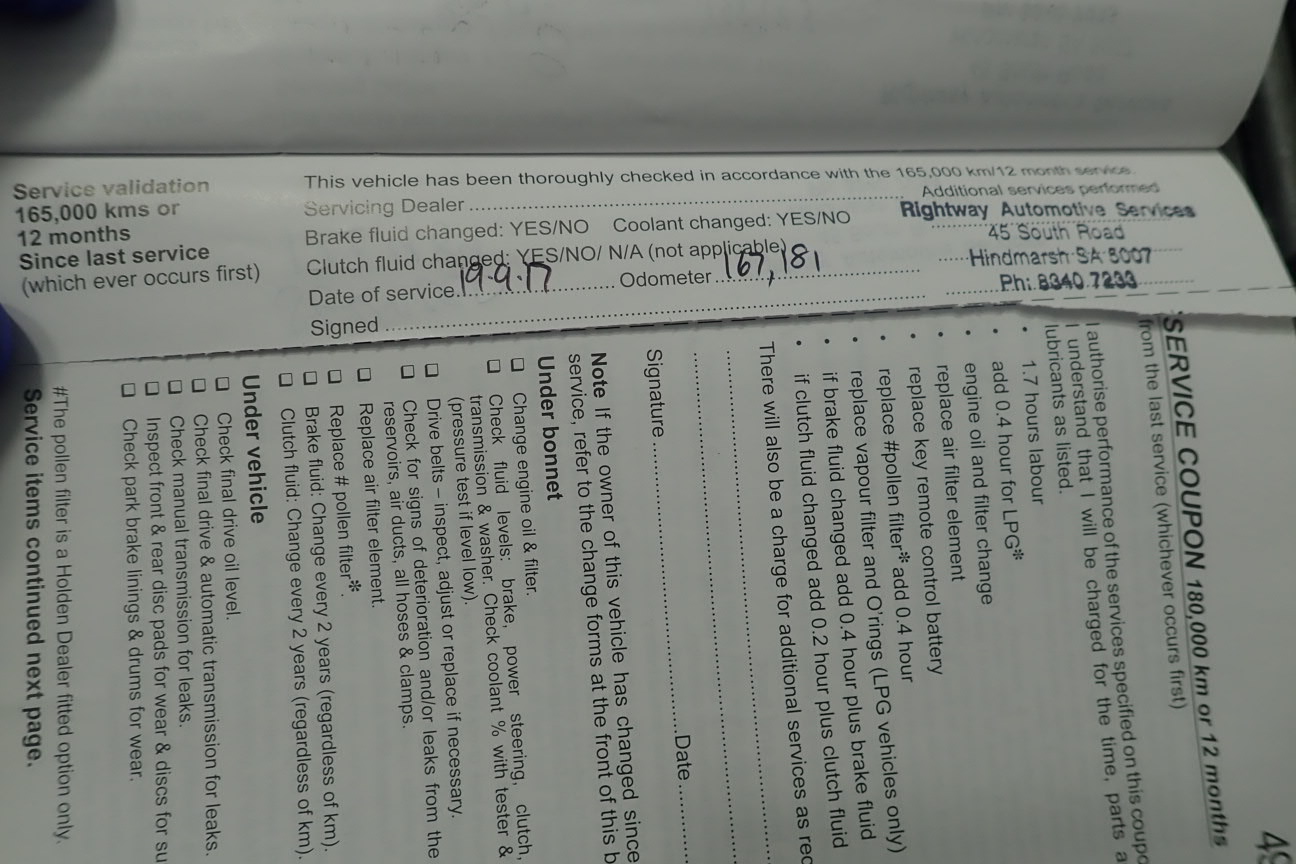 Service validation
165,000 kms or
12 months
Since last service
(which ever occurs first)
This vehicle has been thoroughly checked in accordance with the 165,000 km/12 month service.
Servicing Dealer
Additional services performed
Brake fluid changed: YES/NO Coolant changed: YES/NO
Clutch fluid changed: YES/NO/ N/A (not applicable)
Date of service 19.9.17 Odometer 167,181
Signed
Rightway Automotive Services
45 South Road
Hindmarsh SA 5007
Ph: 8340 7233
SERVICE COUPON 180,000 km or 12 months
from the last service (whichever occurs first)
I authorise performance of the services specified on this coupo
I understand that I will be charged for the time, parts a
lubricants as listed.
• 1.7 hours labour
• add 0.4 hour for LPG*
• engine oil and filter change
• replace air filter element
• replace key remote control battery
• replace #pollen filter* add 0.4 hour
• replace vapour filter and O'rings (LPG vehicles only)
• if brake fluid changed add 0.4 hour plus brake fluid
• if clutch fluid changed add 0.2 hour plus clutch fluid
There will also be a charge for additional services as rec
Signature Date
Note If the owner of this vehicle has changed since
service, refer to the change forms at the front of this b
Under bonnet
❏ Change engine oil & filter.
❏ Check fluid levels: brake, power steering, clutch,
transmission & washer. Check coolant % with tester &
(pressure test if level low).
❏ Drive belts – inspect, adjust or replace if necessary.
❏ Check for signs of deterioration and/or leaks from the
reservoirs, air ducts, all hoses & clamps.
❏ Replace air filter element.
❏ Replace # pollen filter*.
❏ Brake fluid: Change every 2 years (regardless of km).
❏ Clutch fluid: Change every 2 years (regardless of km).
Under vehicle
❏ Check final drive oil level.
❏ Check final drive & automatic transmission for leaks.
❏ Check manual transmission for leaks.
❏ Inspect front & rear disc pads for wear & discs for su
❏ Check park brake linings & drums for wear.
#The pollen filter is a Holden Dealer fitted option only.
Service items continued next page.